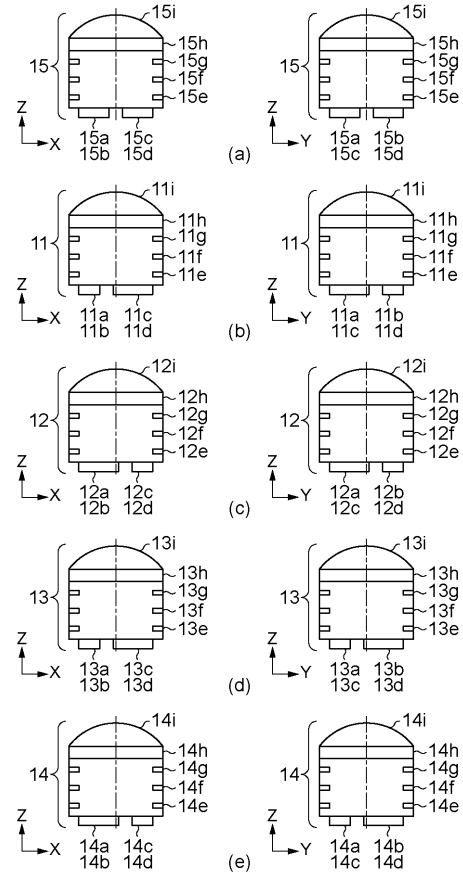 15i 15i
15h 15h
15g 15g
15 15f 15 15f
15e 15e
Z Z
X 15a 15c Y 15a 15b
15b 15d 15c 15d
(a)
11i 11i
11h 11h
11g 11g
11 11f 11 11f
11e 11e
Z Z
X 11a 11c Y 11a 11b
11b 11d 11c 11d
(b)
12i 12i
12h 12h
12g 12g
12 12f 12 12f
12e 12e
Z Z
X 12a 12c Y 12a 12b
12b 12d 12c 12d
(c)
13i 13i
13h 13h
13g 13g
13 13f 13 13f
13e 13e
Z Z
X 13a 13c Y 13a 13b
13b 13d 13c 13d
(d)
14i 14i
14h 14h
14g 14g
14 14f 14 14f
14e 14e
Z Z
X 14a 14c Y 14a 14b
14b 14d 14c 14d
(e)